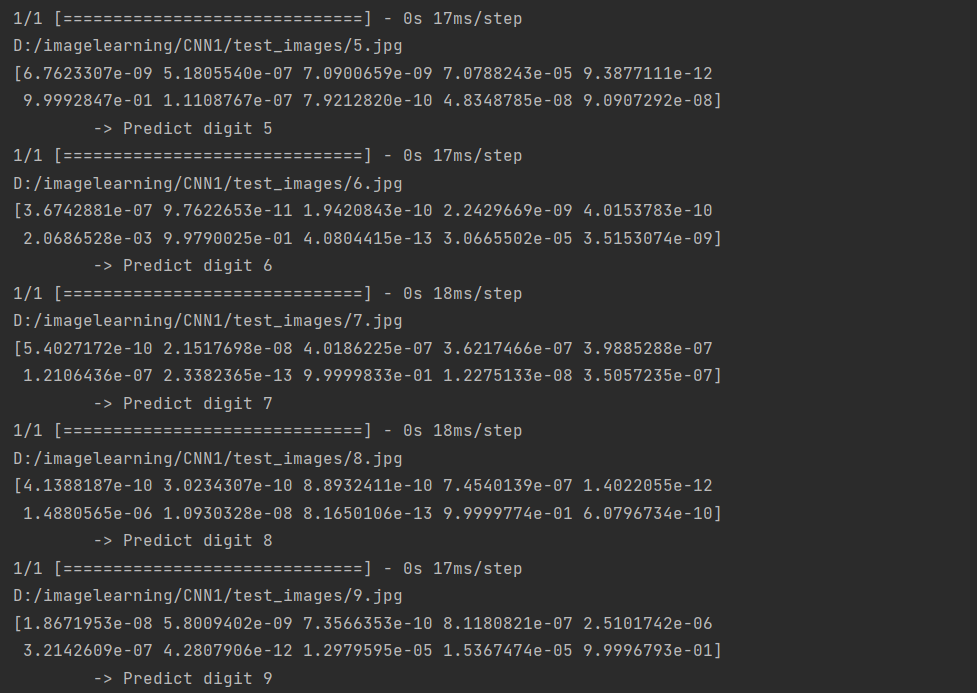 1/1 [==============================] - 0s 17ms/step
D:/imagelearning/CNN1/test_images/5.jpg
[6.7623307e-09 5.1805540e-07 7.0900659e-09 7.0788243e-05 9.3877111e-12
 9.9992847e-01 1.1108767e-07 7.9212820e-10 4.8348785e-08 9.0907292e-08]
        -> Predict digit 5
1/1 [==============================] - 0s 17ms/step
D:/imagelearning/CNN1/test_images/6.jpg
[3.6742881e-07 9.7622653e-11 1.9420843e-10 2.2429669e-09 4.0153783e-10
 2.0686528e-03 9.9790025e-01 4.0804415e-13 3.0665502e-05 3.5153074e-09]
        -> Predict digit 6
1/1 [==============================] - 0s 18ms/step
D:/imagelearning/CNN1/test_images/7.jpg
[5.4027172e-10 2.1517698e-08 4.0186225e-07 3.6217466e-07 3.9885288e-07
 1.2106436e-07 2.3382365e-13 9.9999833e-01 1.2275133e-08 3.5057235e-07]
        -> Predict digit 7
1/1 [==============================] - 0s 18ms/step
D:/imagelearning/CNN1/test_images/8.jpg
[4.1388187e-10 3.0234307e-10 8.8932411e-10 7.4540139e-07 1.4022055e-12
 1.4880565e-06 1.0930328e-08 8.1650106e-13 9.9999774e-01 6.0796734e-10]
        -> Predict digit 8
1/1 [==============================] - 0s 17ms/step
D:/imagelearning/CNN1/test_images/9.jpg
[1.8671953e-08 5.8009402e-09 7.3566353e-10 8.1180821e-07 2.5101742e-06
 3.2142609e-07 4.2807906e-12 1.2979595e-05 1.5367474e-05 9.9996793e-01]
        -> Predict digit 9